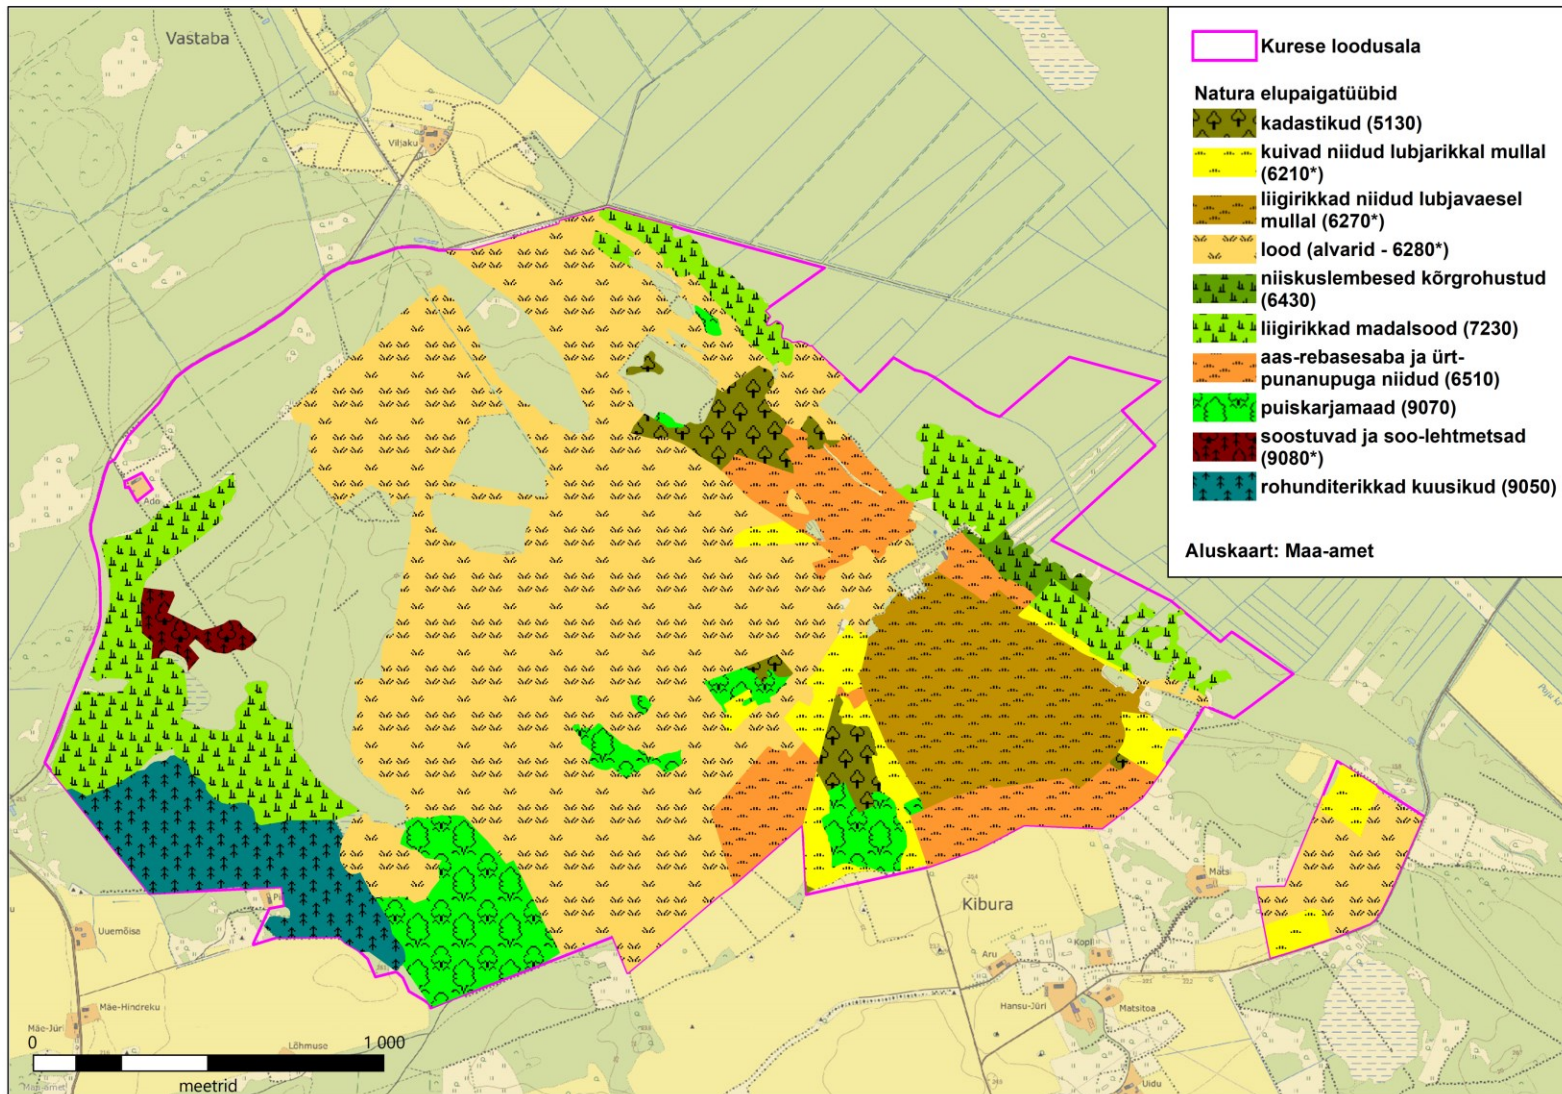 Vastaba
Viljaku
Ado
Uuemõisa
Mäe-Hindreku
Mäe-Jüri
Lõhmuse
Maa-amet
Kibura
Mats
Kopli
Aru
Hansu-Jüri
Matsitoa
Uidu
0 1 000
meetrid
Kurese loodusala
Natura elupaigatüübid
kadastikud (5130)
kuivad niidud lubjarikkal mullal
(6210*)
liigirikkad niidud lubjavaesel
mullal (6270*)
lood (alvarid - 6280*)
niiskuslembesed kõrgrohustud
(6430)
liigirikkad madalsood (7230)
aas-rebasesaba ja ürt-
punanupuga niidud (6510)
puiskarjamaad (9070)
soostuvad ja soo-lehtmetsad
(9080*)
rohunditerikkad kuusikud (9050)
Aluskaart: Maa-amet